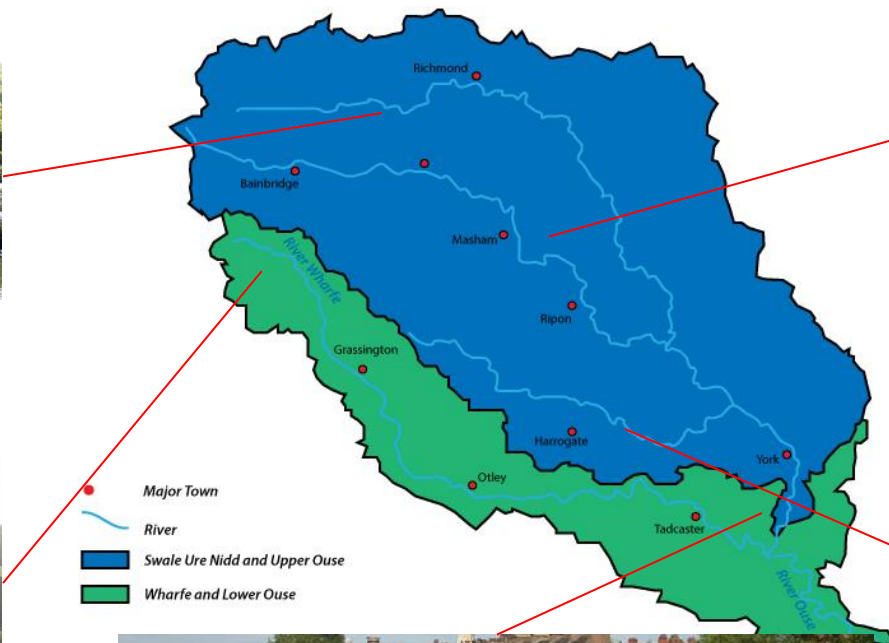 Richmond
Bainbridge
Masham
River Wharfe
Ripon
Grassington
Harrogate
York
Otley
Tadcaster
River Ouse
Major Town
River
Swale Ure Nidd and Upper Ouse
Wharfe and Lower Ouse